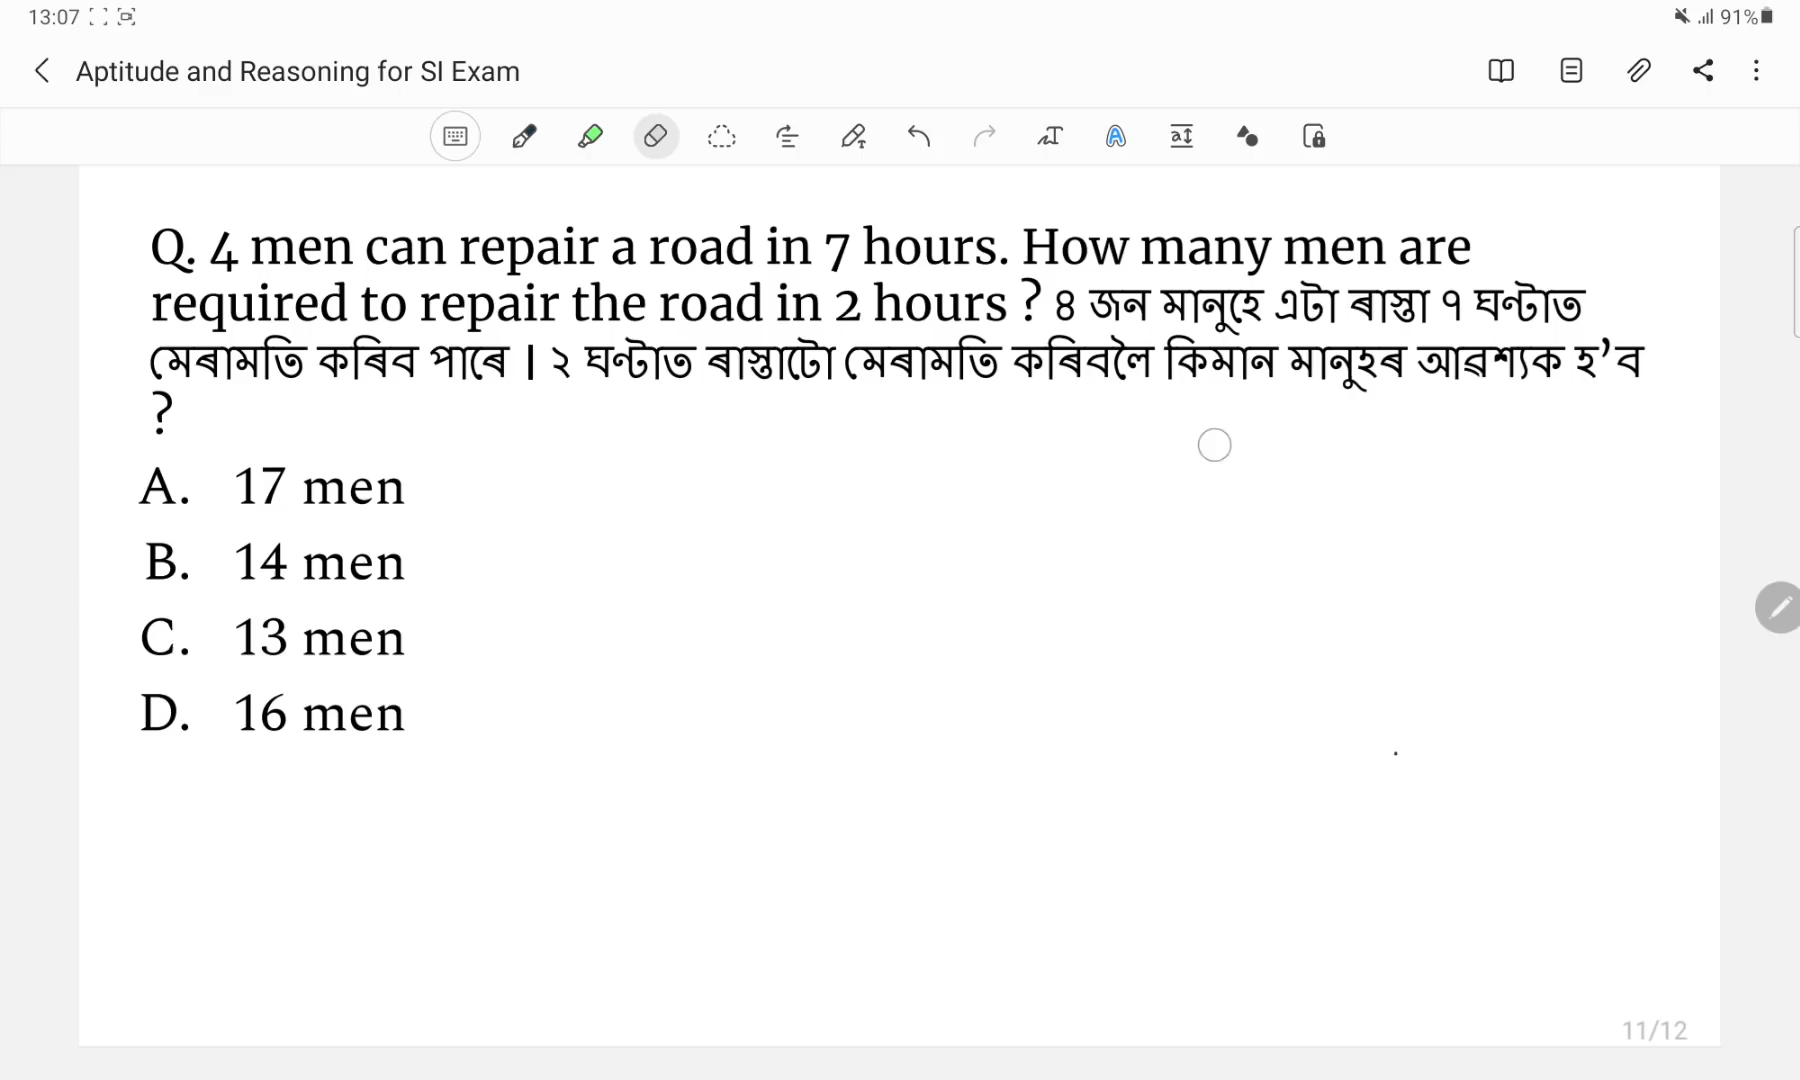 13:07
91%
Aptitude and Reasoning for SI Exam
Q. 4 men can repair a road in 7 hours. How many men are
required to repair the road in 2 hours ? ৪ জন মানুহে এটা ৰাস্তা ৭ ঘণ্টাত
মেৰামতি কৰিব পাৰে | ২ ঘণ্টাত ৰাস্তাটো মেৰামতি কৰিবলৈ কিমান মানুহৰ আৱশ্যক হ’ব
?
A. 17 men
B. 14 men
C. 13 men
D. 16 men
11/12